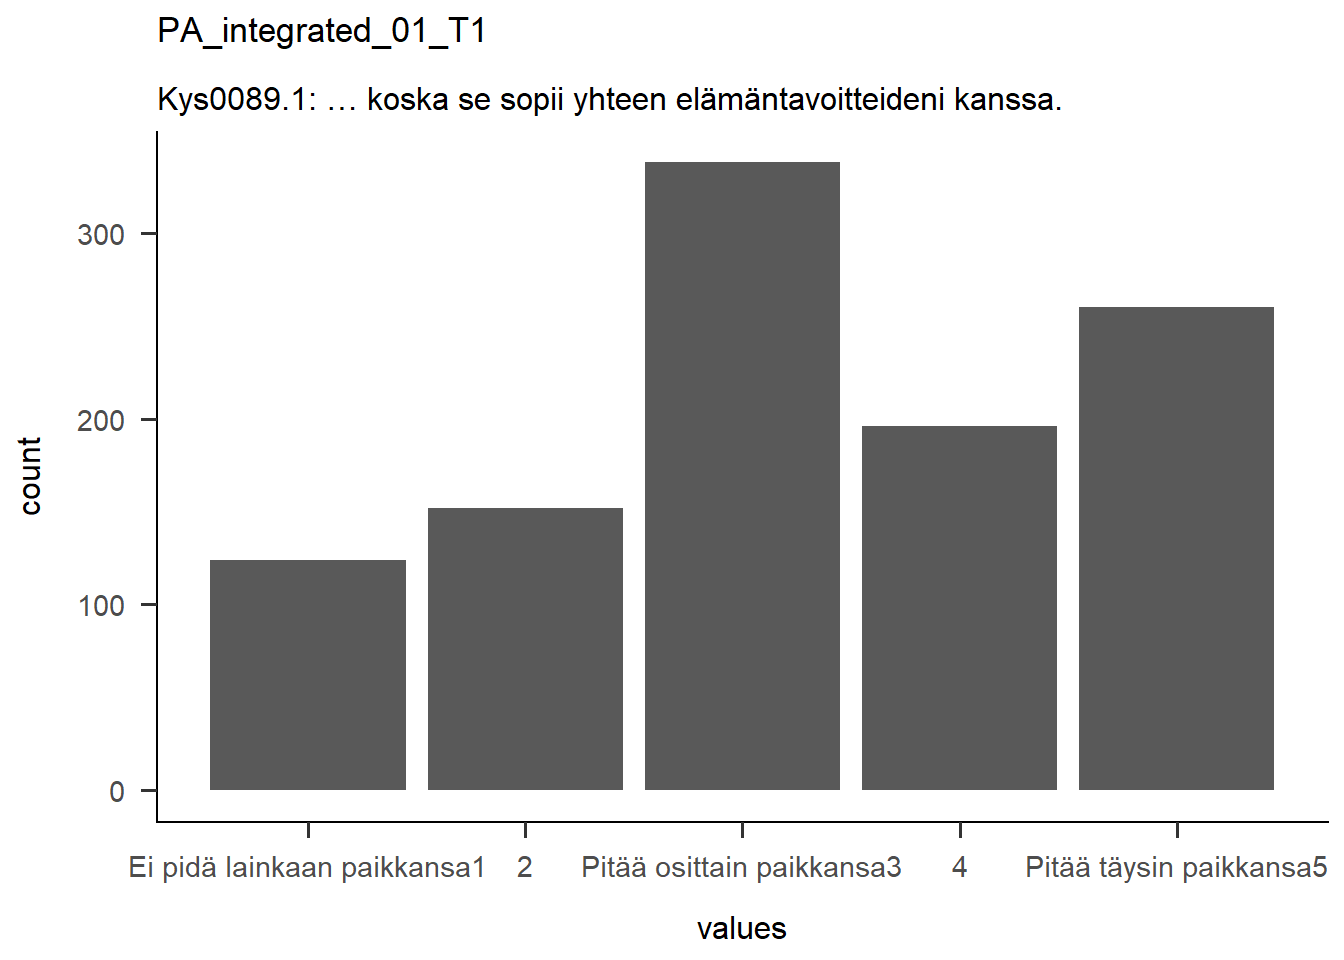 PA_integrated_01_T1
Kys0089.1: … koska se sopii yhteen elämäntavoitteideni kanssa.
300
200
100
0
count
Ei pidä lainkaan paikkansa1 2 Pitää osittain paikkansa3 4 Pitää täysin paikkansa5
values